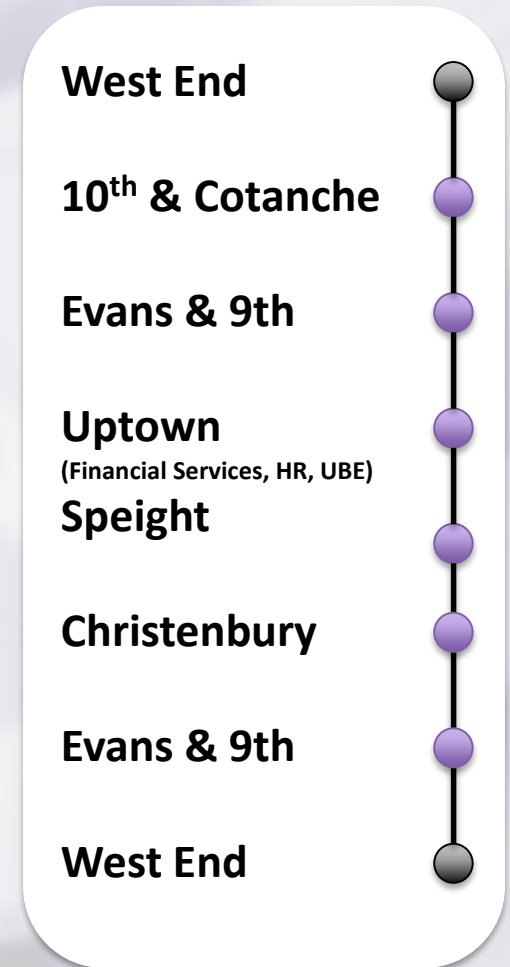 West End
10th & Cotanche
Evans & 9th
Uptown
(Financial Services, HR, UBE)
Speight
Christenbury
Evans & 9th
West End